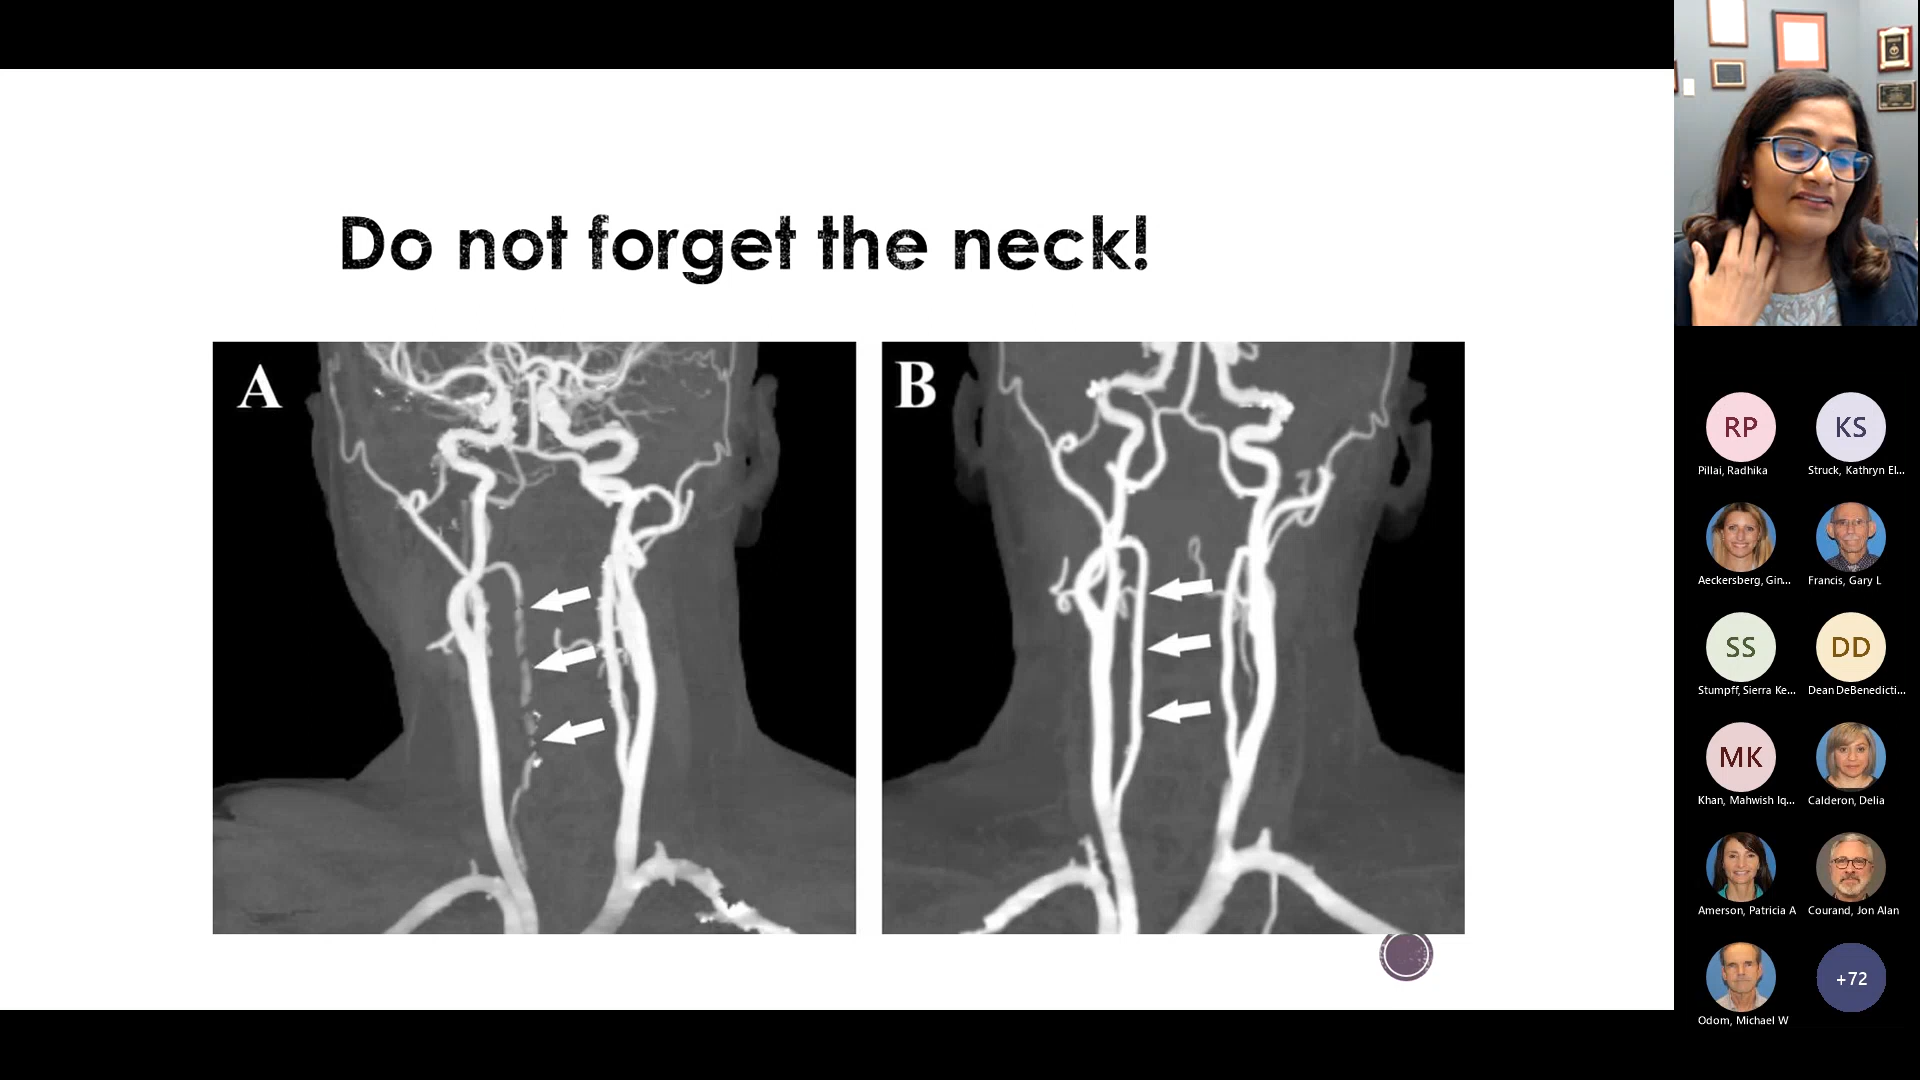 Do not forget the neck!
A
B
RP
KS
Pillai, Radhika
Struck, Kathryn El...
Aeckersberg, Gin...
Francis, Gary L
SS
DD
Stumpff, Sierra Ke...
Dean DeBenedicti...
MK
Khan, Mahwish Iq...
Calderon, Delia
Amerson, Patricia A
Courand, Jon Alan
+72
Odom, Michael W